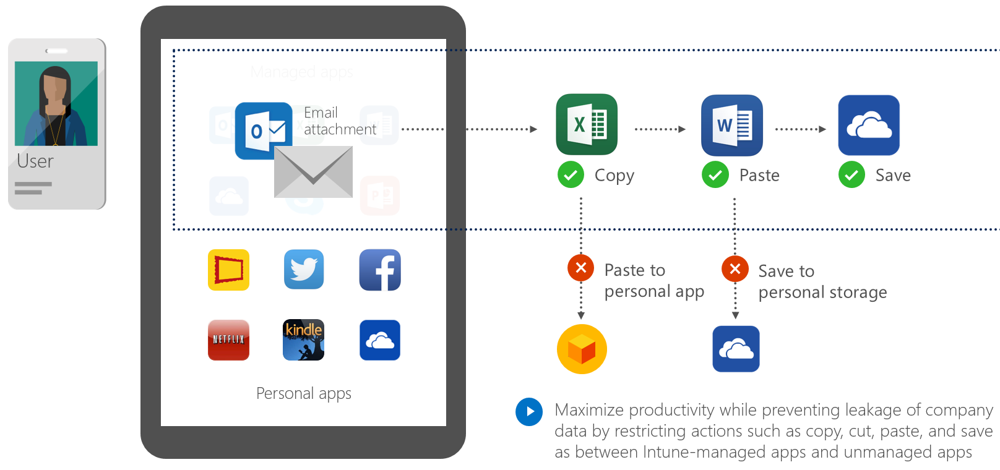 User
Managed apps
Email
attachment
Copy
Paste
Save
Paste to
personal app
Save to
personal storage
NETFLIX
kindle
Personal apps
Maximize productivity while preventing leakage of company
data by restricting actions such as copy, cut, paste, and save
as between Intune-managed apps and unmanaged apps